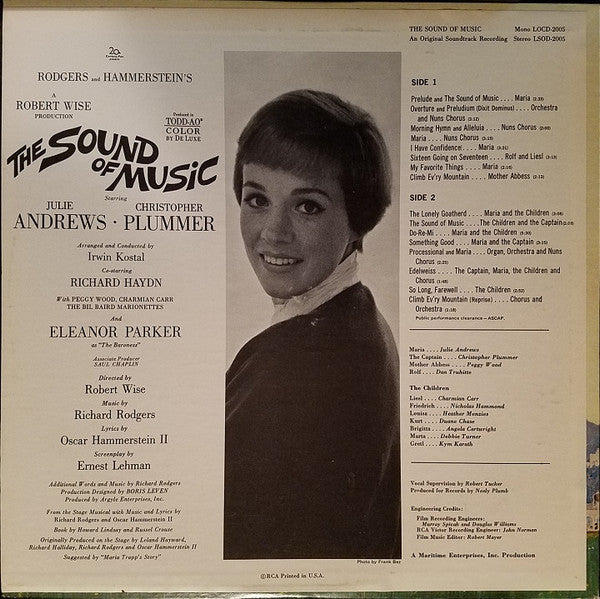 20
RODGERS and HAMMERSTEIN'S
A
ROBERT WISE
PRODUCTION
Produced in
TODD-AO®
COLOR
BY DE LUXE
THE SOUND
OF MUSIC
Starring
JULIE CHRISTOPHER
ANDREWS · PLUMMER
Arranged and Conducted by
Irwin Kostal
Co-starring
RICHARD HAYDN
With PEGGY WOOD, CHARMIAN CARR
THE BIL BAIRD MARIONETTES
And
ELEANOR PARKER
as "The Baroness"
Associate Producer
SAUL CHAPLIN
Directed by
Robert Wise
Music by
Richard Rodgers
Lyrics by
Oscar Hammerstein II
Screenplay by
Ernest Lehman
Additional Words and Music by Richard Rodgers
Production Designed by BORIS LEVEN
Produced by Argyle Enterprises, Inc.
From the Stage Musical with Music and Lyrics by
Richard Rodgers and Oscar Hammerstein II
Book by Howard Lindsay and Russel Crouse
Originally Produced on the Stage by Leland Hayward,
Richard Halliday, Richard Rodgers and Oscar Hammerstein II
Suggested by "Maria Trapp's Story"
Photo by Frank Bez
©RCA Printed in U.S.A.
THE SOUND OF MUSIC Mono LOCD-2005
An Original Soundtrack Recording Stereo LSOD-2005
SIDE 1
Prelude and The Sound of Music .... Maria
Overture and Preludium (Dixit Dominus) .... Orchestra
and Nuns Chorus
Morning Hymn and Alleluia .... Nuns Chorus
Maria .... Nuns Chorus
I Have Confidence .... Maria
Sixteen Going on Seventeen .... Rolf and Liesl
My Favorite Things .... Maria
Climb Ev'ry Mountain .... Mother Abbess
SIDE 2
The Lonely Goatherd .... Maria and the Children
The Sound of Music .... The Children and the Captain
Do-Re-Mi .... Maria and the Children
Something Good .... Maria and the Captain
Processional and Maria .... Organ, Orchestra and Nuns
Chorus
Edelweiss .... The Captain, Maria, the Children and
Chorus
So Long, Farewell .... The Children
Climb Ev'ry Mountain (Reprise) .... Chorus and
Orchestra
Public performance clearance—ASCAP.
Maria .... Julie Andrews
The Captain .... Christopher Plummer
Mother Abbess .... Peggy Wood
Rolf .... Dan Truhitte
The Children
Liesl .... Charmian Carr
Friedrich .... Nicholas Hammond
Louisa .... Heather Menzies
Kurt .... Duane Chase
Brigitta .... Angela Cartwright
Marta .... Debbie Turner
Gretl .... Kym Karath
Vocal Supervision by Robert Tucker
Produced for Records by Neely Plumb
Engineering Credits:
Film Recording Engineers:
Murray Spivak and Douglas Williams
RCA Victor Recording Engineer: John Norman
Film Music Editor: Robert Mayer
A Maritime Enterprises, Inc. Production